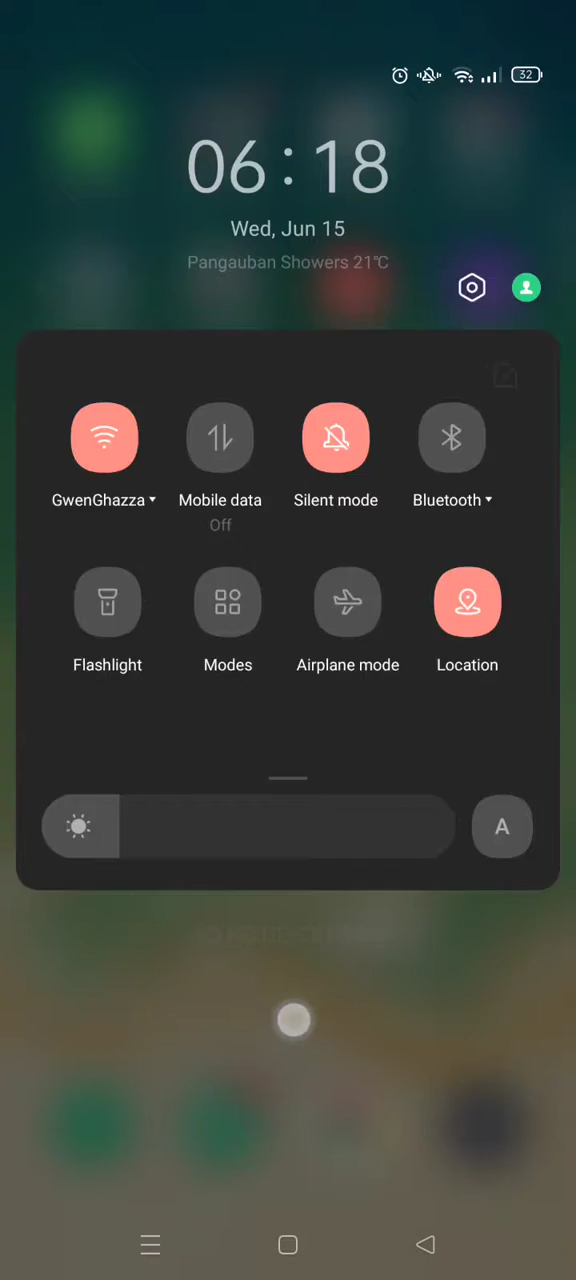 32
06:18
Wed, Jun 15
Pangauban Showers 21°C
GwenGhazza
Mobile data
Silent mode
Bluetooth
Off
Flashlight
Modes
Airplane mode
Location
A